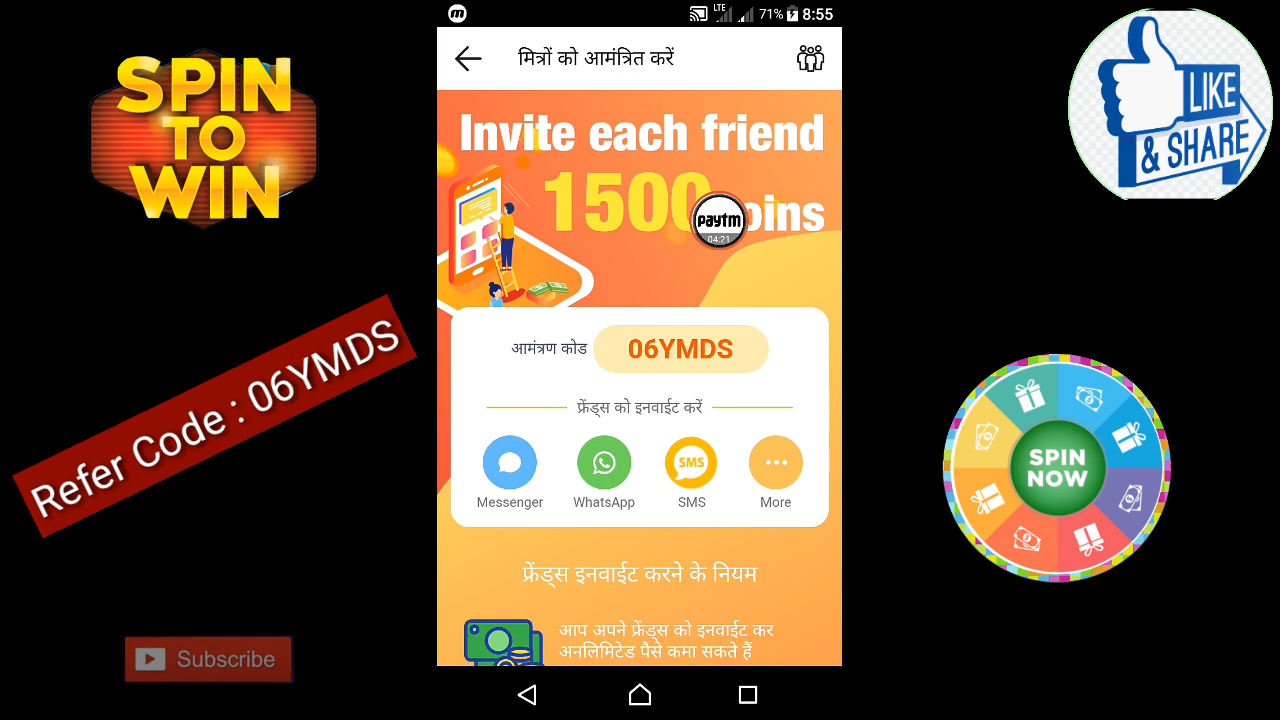 SPIN
TO
WIN
Refer Code : 06YMDS
Subscribe
m
LTE
71%
8:55
मित्रों को आमंत्रित करें
Invite each friend
1500 oins
paytm
04:21
आमंत्रण कोड
06YMDS
फ्रेंड्स को इनवाईट करें
Messenger
WhatsApp
SMS
SMS
More
फ्रेंड्स इनवाईट करने के नियम
आप अपने फ्रेंड्स को इनवाईट कर
अनलिमिटेड पैसे कमा सकते हैं
LIKE
& SHARE
SPIN
NOW